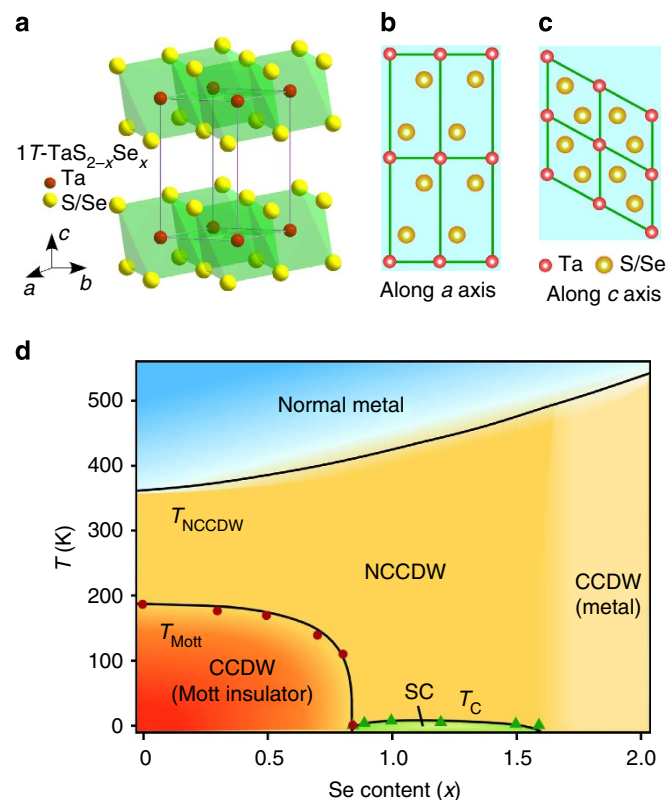 a
1T-TaS2−xSex
Ta
S/Se
c
a
b
b
Along a axis
c
Ta
S/Se
Along c axis
d
T (K)
500
400
300
200
100
0
Normal metal
TNCCDW
NCCDW
CCDW
(metal)
TMott
CCDW
(Mott insulator)
SC
TC
0
0.5
1.0
1.5
2.0
Se content (x)